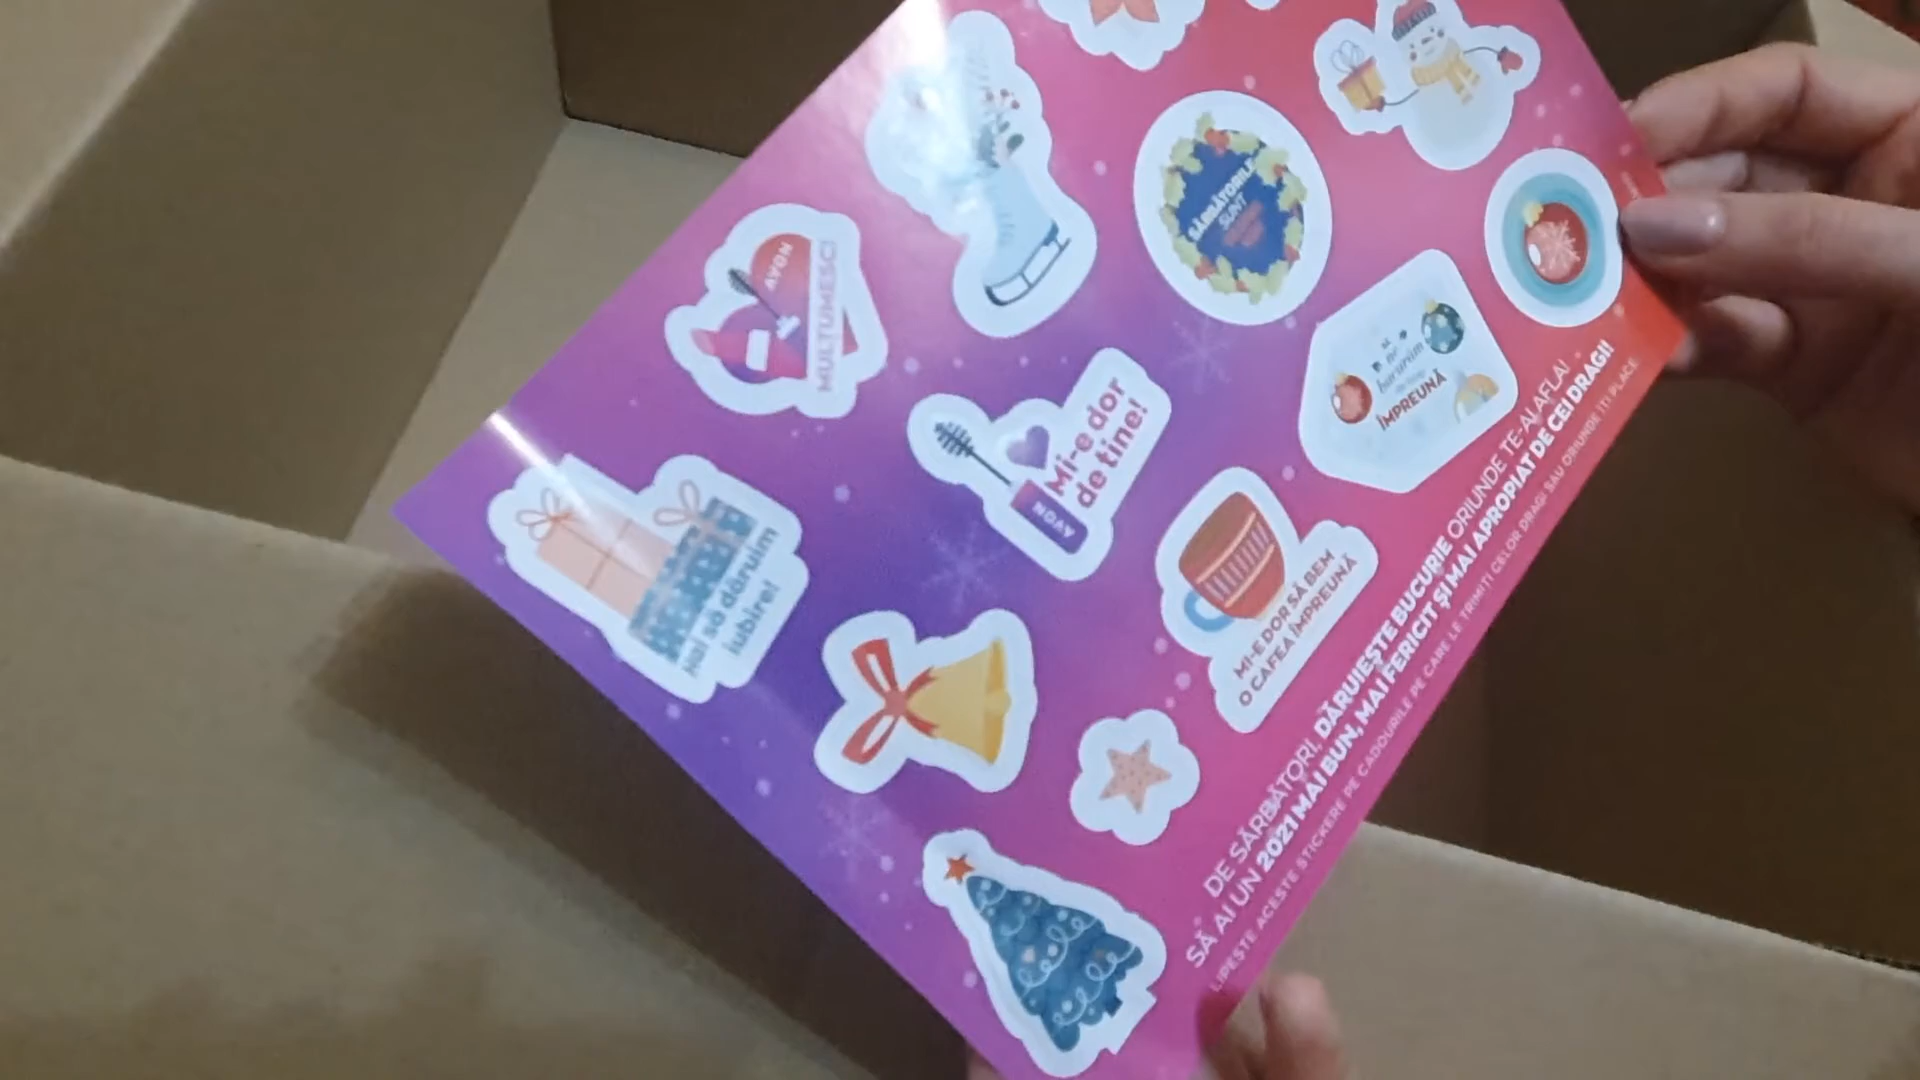 SĂRBĂTORILE
SUNT
AVON
MULȚUMESC!
Mi-e dor
de tine!
AVON
să
ne
bucurăm
ÎMPREUNĂ
Hai să dăruim
iubire!
MI-E DOR SĂ BEM
O CAFEA ÎMPREUNĂ
DE SĂRBĂTORI, DĂRUIEȘTE BUCURIE ORIUNDE TE-AI AFLA!
SĂ AI UN 2021 MAI BUN, MAI FERICIT ȘI MAI APROPIAT DE CEI DRAGI!
LIPEȘTE ACESTE STICKERE PE CADOURILE PE CARE LE TRIMIȚI CELOR DRAGI SAU ORIUNDE ÎȚI PLACE